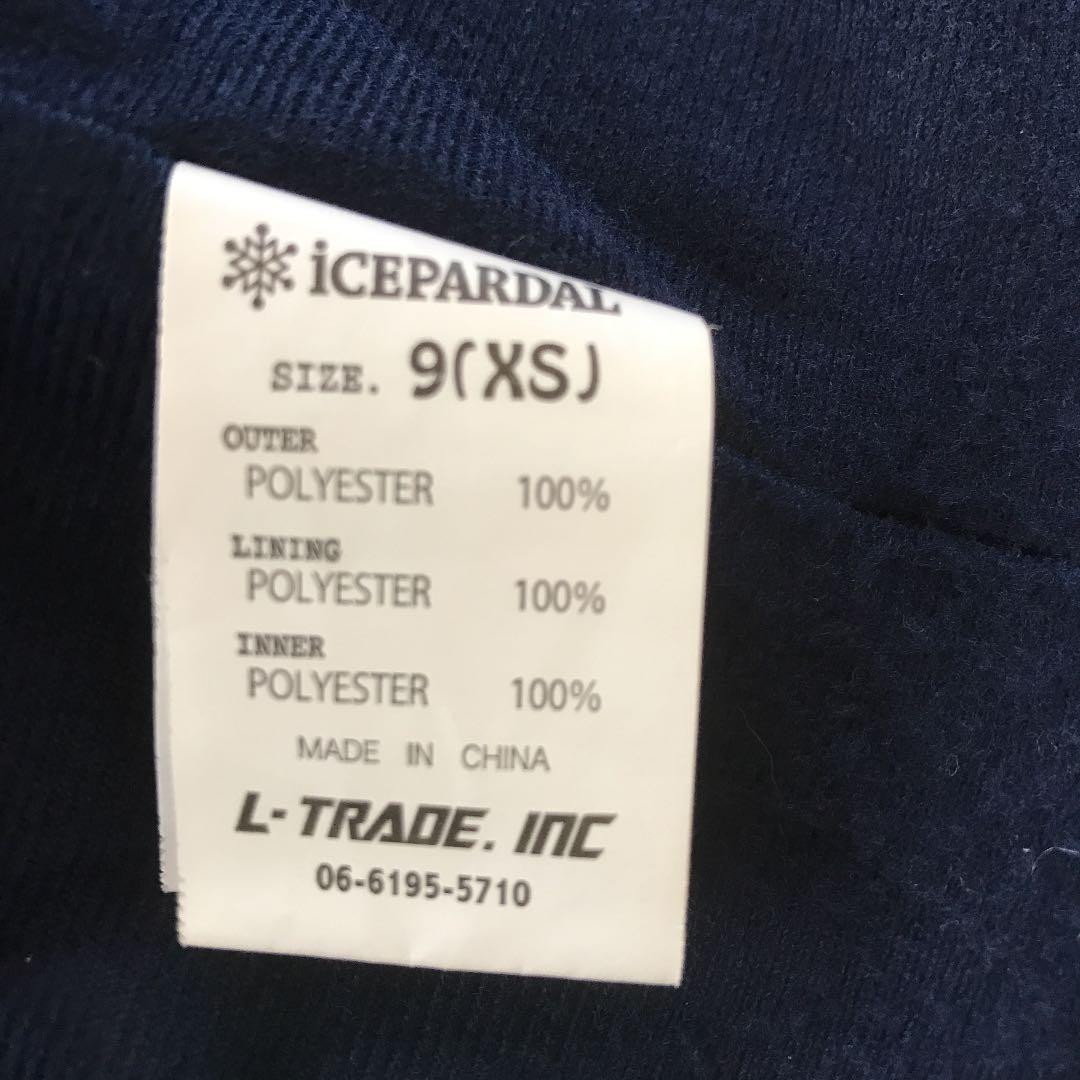 iCEPARDAL
SIZE. 9(XS)
OUTER
POLYESTER 100%
LINING
POLYESTER 100%
INNER
POLYESTER 100%
MADE IN CHINA
L-TRADE. INC
06-6195-5710